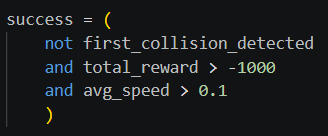 success = (
    not first_collision_detected
    and total_reward > -1000
    and avg_speed > 0.1
    )